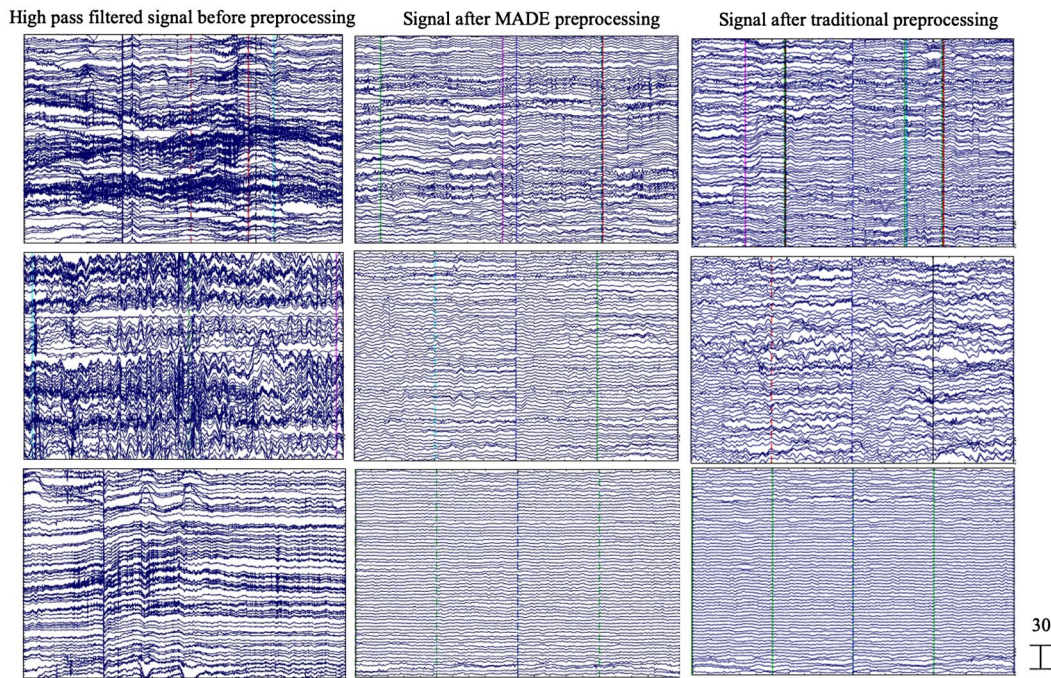 High pass filtered signal before preprocessing
Signal after MADE preprocessing
Signal after traditional preprocessing
30